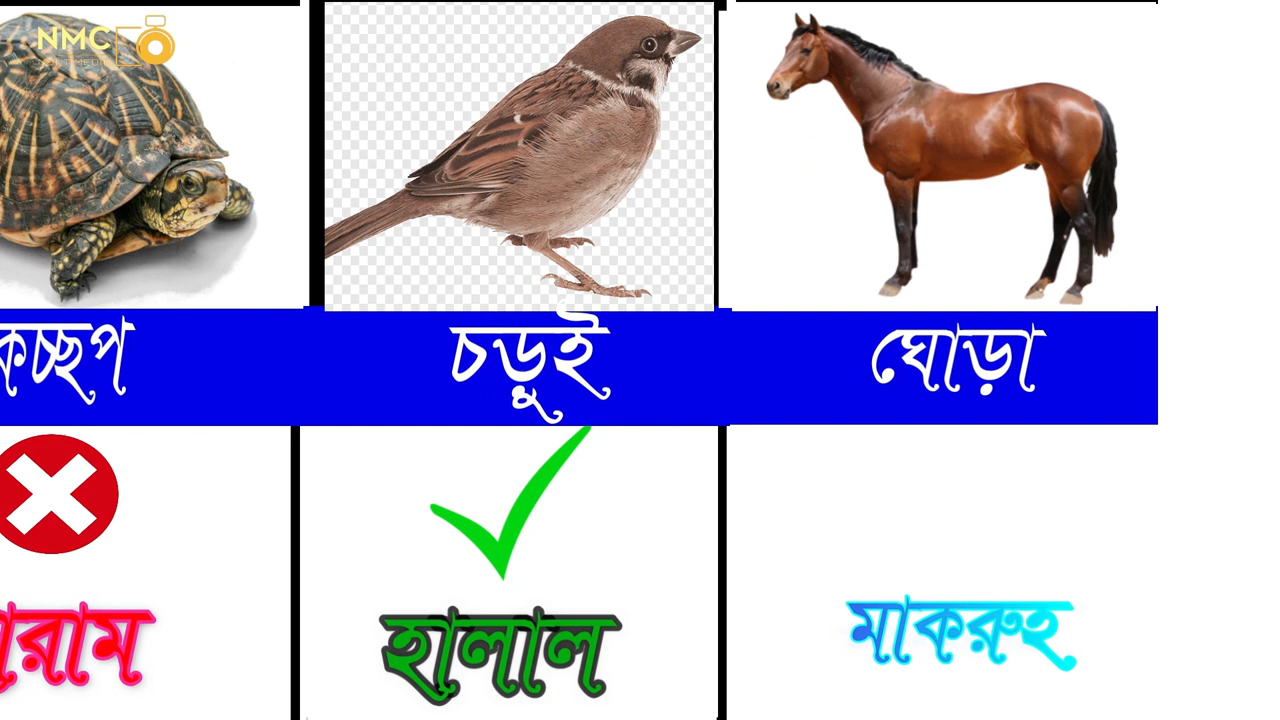 NMC
কচ্ছপ
চড়ুই
ঘোড়া
হারাম
হালাল
মাকরুহ